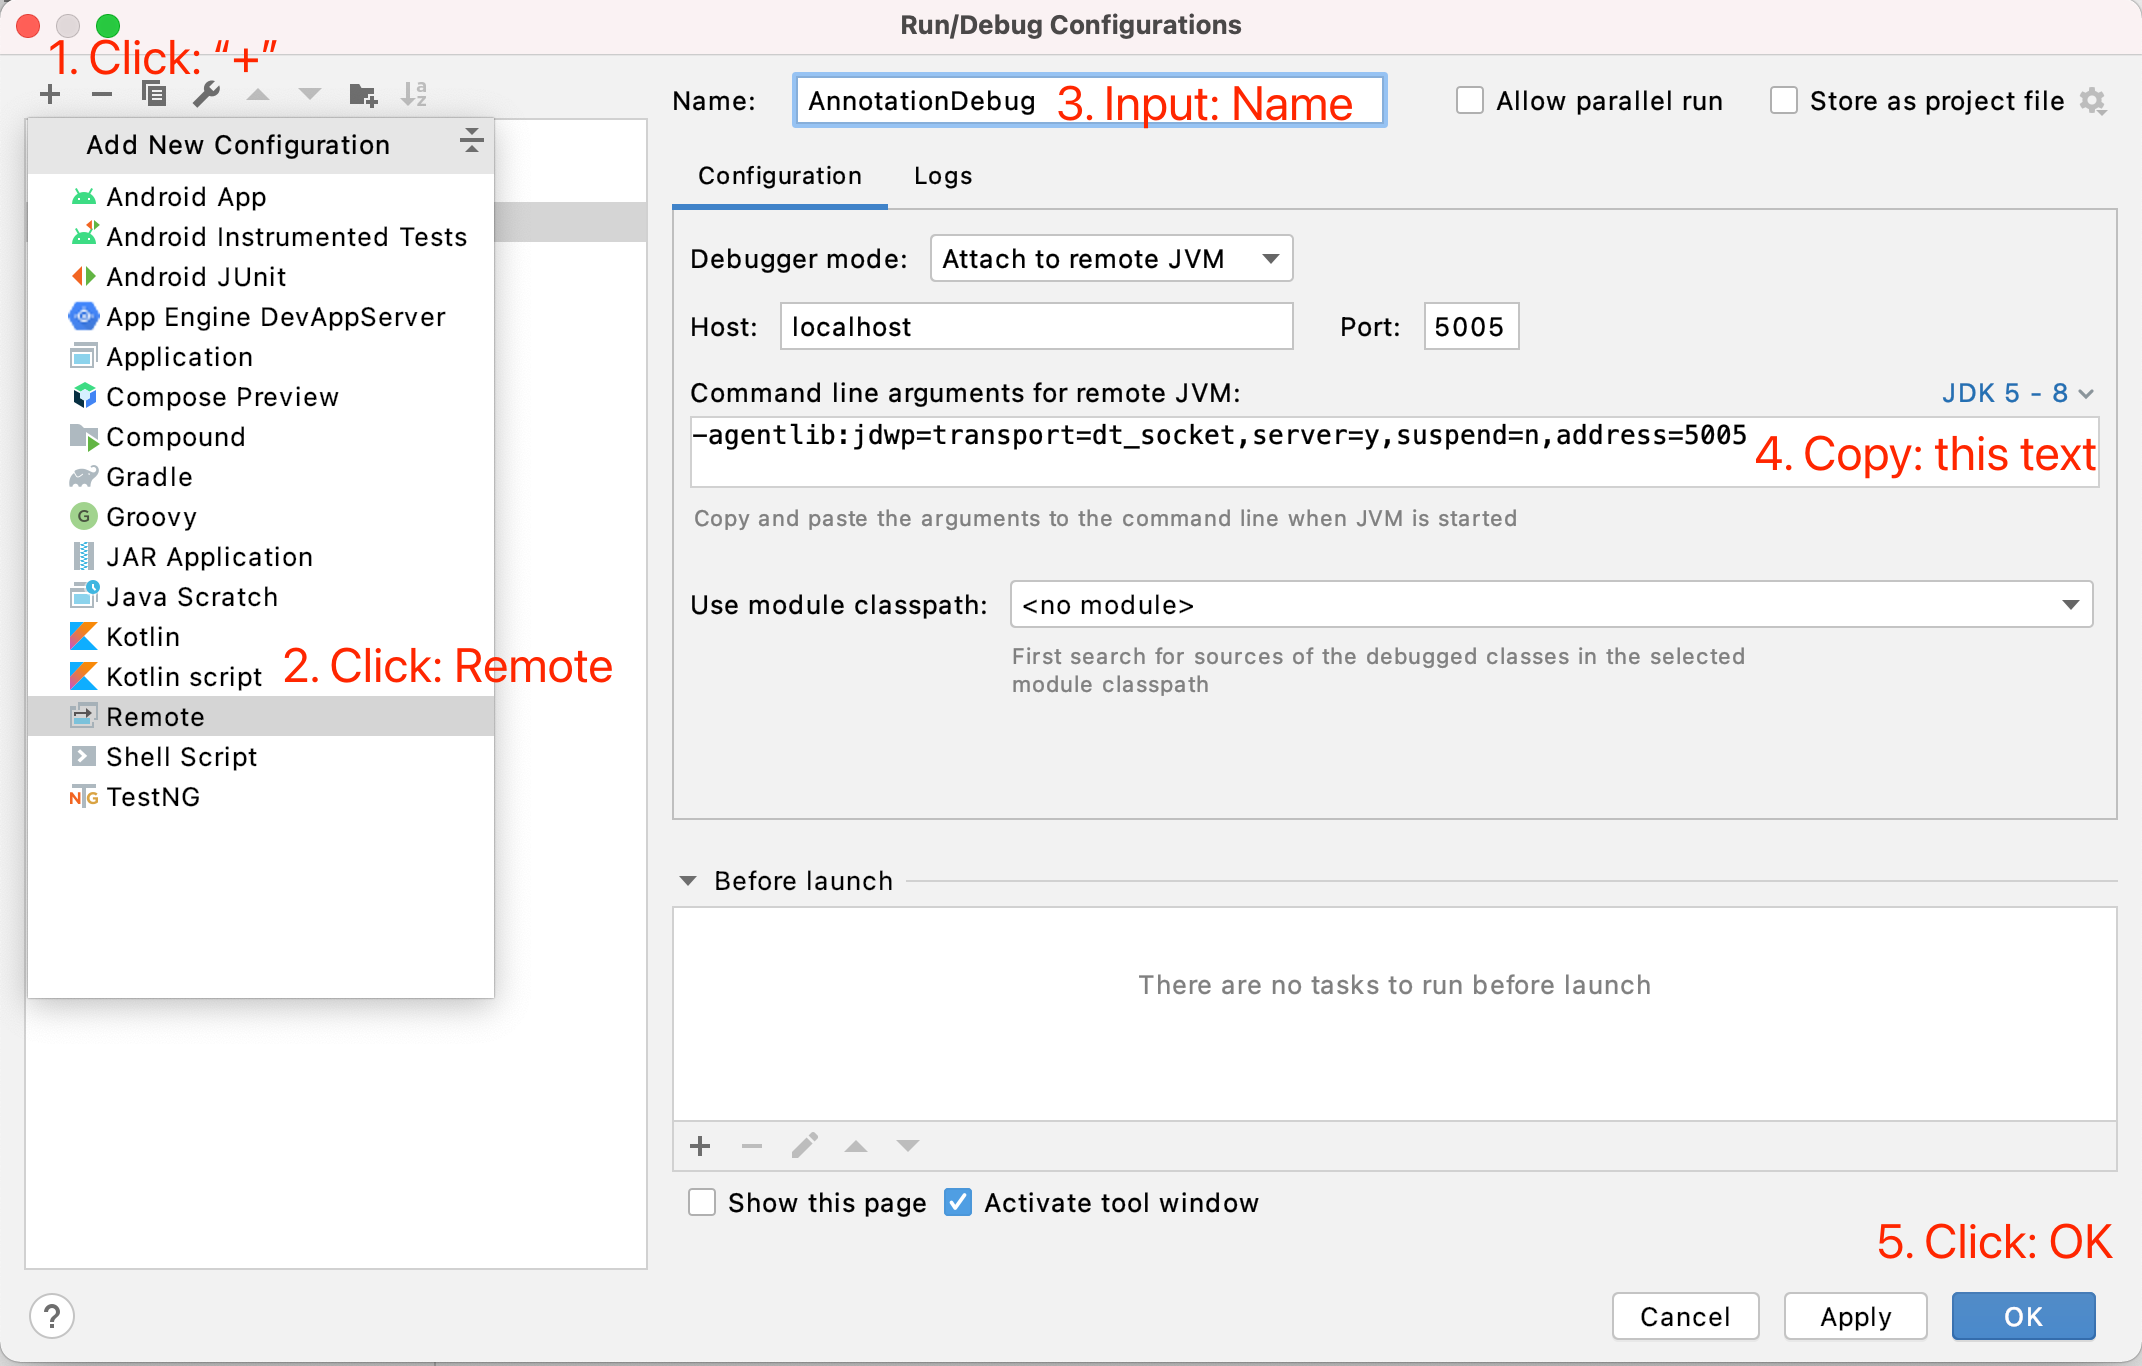 Run/Debug Configurations
1. Click: “+”
Name:
AnnotationDebug
3. Input: Name
Allow parallel run
Store as project file
Add New Configuration
Android App
Android Instrumented Tests
Android JUnit
App Engine DevAppServer
Application
Compose Preview
Compound
Gradle
G
Groovy
JAR Application
Java Scratch
Kotlin
Kotlin script
2. Click: Remote
Remote
Shell Script
NTG
TestNG
Configuration
Logs
Debugger mode:
Attach to remote JVM
Host:
localhost
Port:
5005
Command line arguments for remote JVM:
JDK 5 - 8
-agentlib:jdwp=transport=dt_socket,server=y,suspend=n,address=5005
4. Copy: this text
Copy and paste the arguments to the command line when JVM is started
Use module classpath:
<no module>
First search for sources of the debugged classes in the selected
module classpath
Before launch
There are no tasks to run before launch
Show this page
Activate tool window
5. Click: OK
?
Cancel
Apply
OK